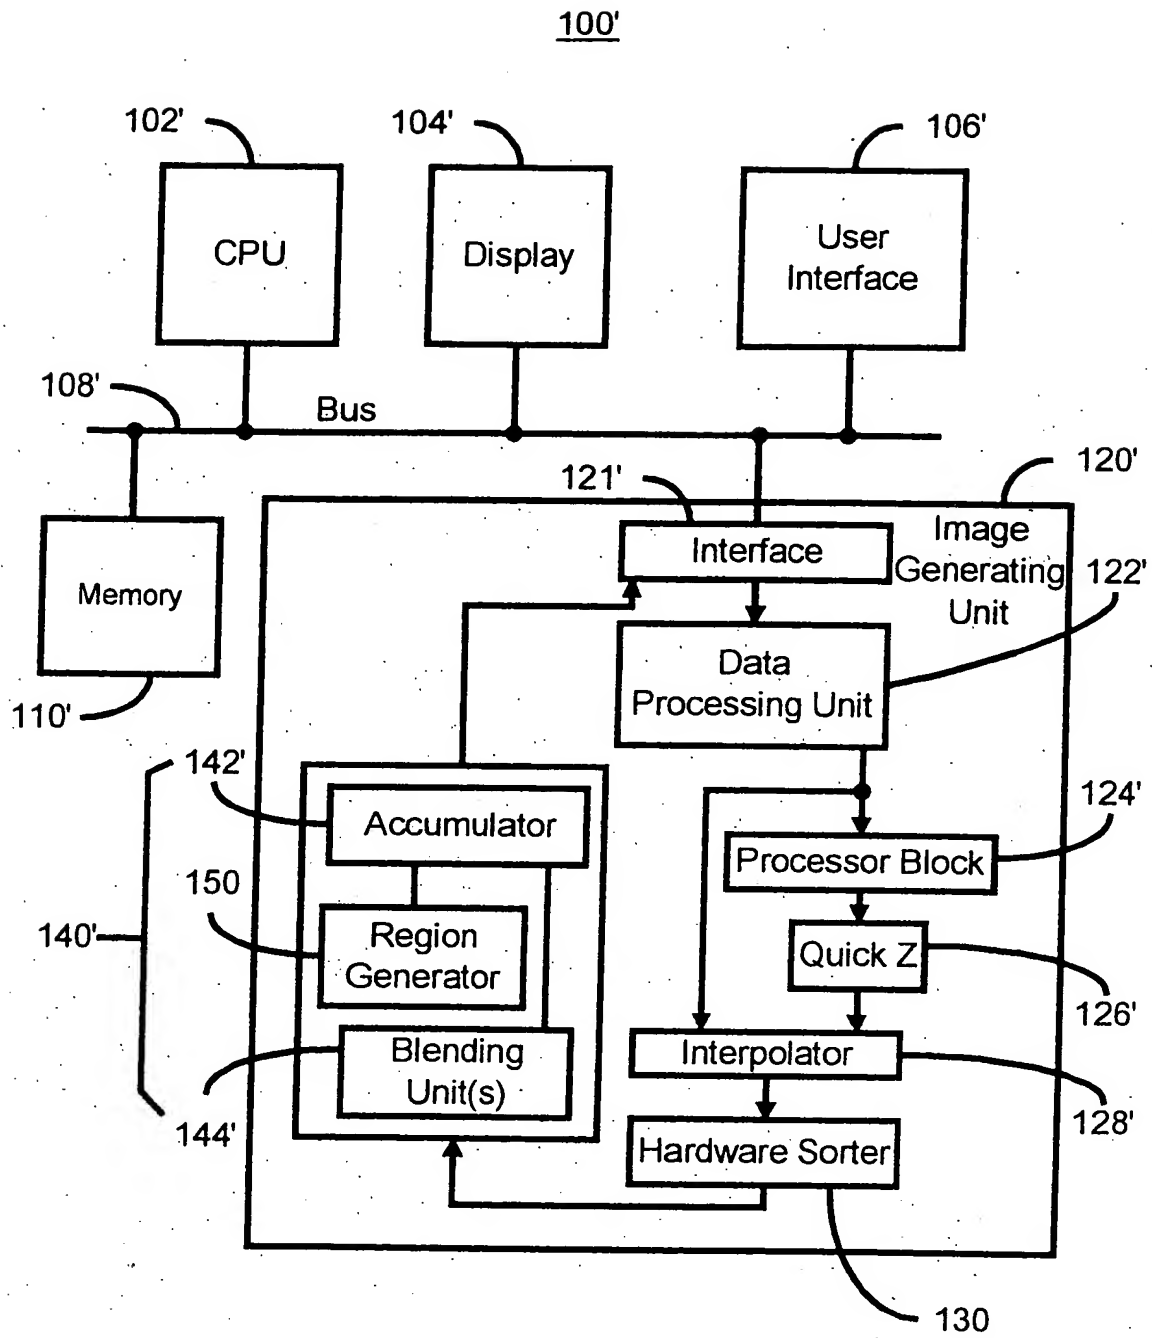 100'
102'
104'
106'
CPU
Display
User
Interface
108'
Bus
121'
120'
Interface
Image
Generating
Unit
122'
Memory
110'
Data
Processing Unit
142'
124'
Accumulator
Processor Block
150
140'
Region
Generator
Quick Z
126'
Blending
Unit(s)
Interpolator
144'
128'
Hardware Sorter
130